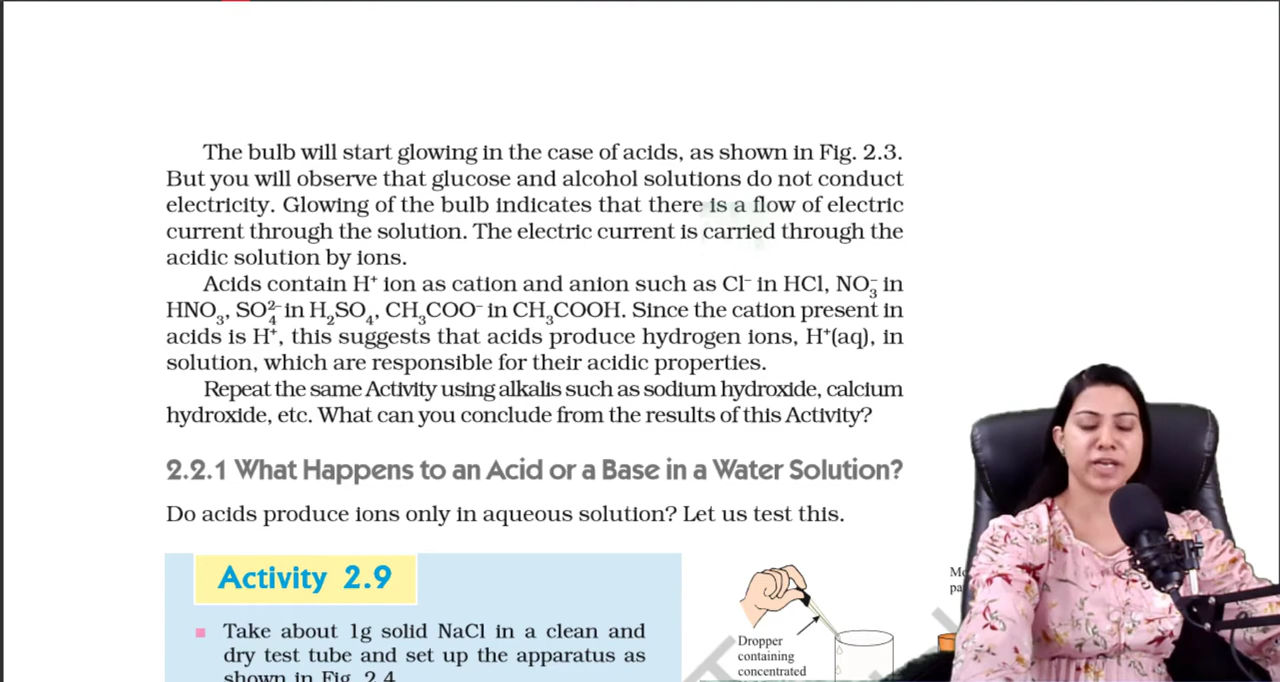 The bulb will start glowing in the case of acids, as shown in Fig. 2.3.
But you will observe that glucose and alcohol solutions do not conduct
electricity. Glowing of the bulb indicates that there is a flow of electric
current through the solution. The electric current is carried through the
acidic solution by ions.
Acids contain H⁺ ion as cation and anion such as Cl⁻ in HCl, NO₃⁻ in
HNO₃, SO₄²⁻ in H₂SO₄, CH₃COO⁻ in CH₃COOH. Since the cation present in
acids is H⁺, this suggests that acids produce hydrogen ions, H⁺(aq), in
solution, which are responsible for their acidic properties.
Repeat the same Activity using alkalis such as sodium hydroxide, calcium
hydroxide, etc. What can you conclude from the results of this Activity?
2.2.1 What Happens to an Acid or a Base in a Water Solution?
Do acids produce ions only in aqueous solution? Let us test this.
Activity 2.9
■ Take about 1g solid NaCl in a clean and
dry test tube and set up the apparatus as
shown in Fig. 2.4
Dropper
containing
concentrated